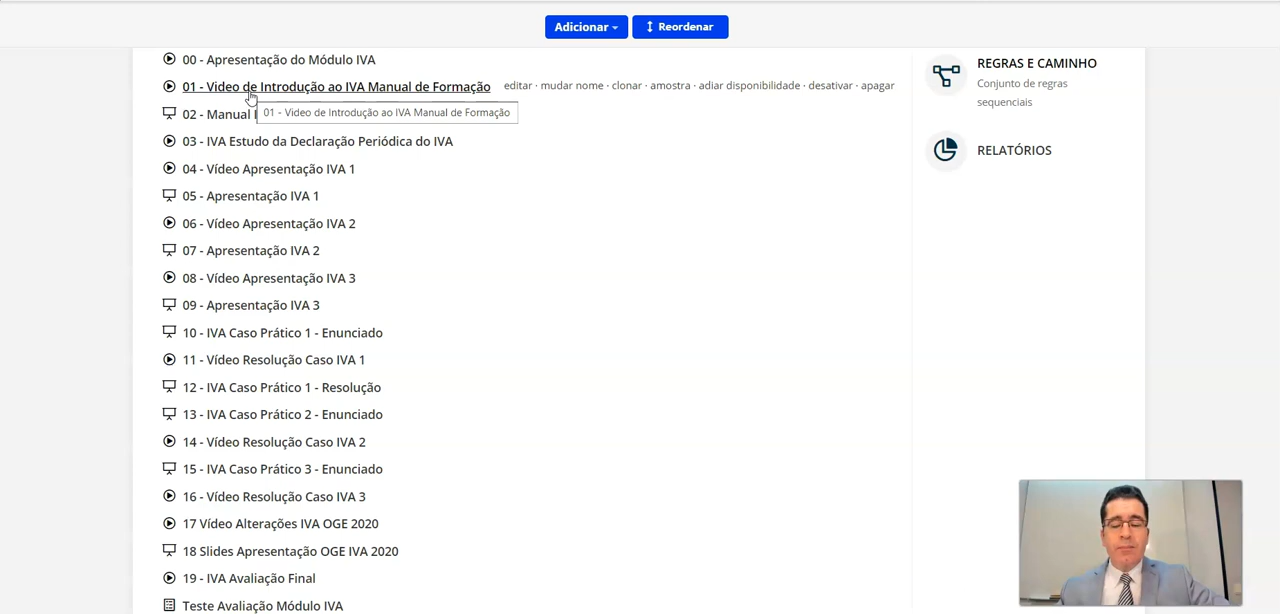 Adicionar
Reordenar
00 - Apresentação do Módulo IVA
01 - Video de Introdução ao IVA Manual de Formação
editar · mudar nome · clonar · amostra · adiar disponibilidade · desativar · apagar
01 - Video de Introdução ao IVA Manual de Formação
02 - Manual
03 - IVA Estudo da Declaração Periódica do IVA
04 - Vídeo Apresentação IVA 1
05 - Apresentação IVA 1
06 - Vídeo Apresentação IVA 2
07 - Apresentação IVA 2
08 - Vídeo Apresentação IVA 3
09 - Apresentação IVA 3
10 - IVA Caso Prático 1 - Enunciado
11 - Vídeo Resolução Caso IVA 1
12 - IVA Caso Prático 1 - Resolução
13 - IVA Caso Prático 2 - Enunciado
14 - Vídeo Resolução Caso IVA 2
15 - IVA Caso Prático 3 - Enunciado
16 - Vídeo Resolução Caso IVA 3
17 Vídeo Alterações IVA OGE 2020
18 Slides Apresentação OGE IVA 2020
19 - IVA Avaliação Final
Teste Avaliação Módulo IVA
REGRAS E CAMINHO
Conjunto de regras
sequenciais
RELATÓRIOS